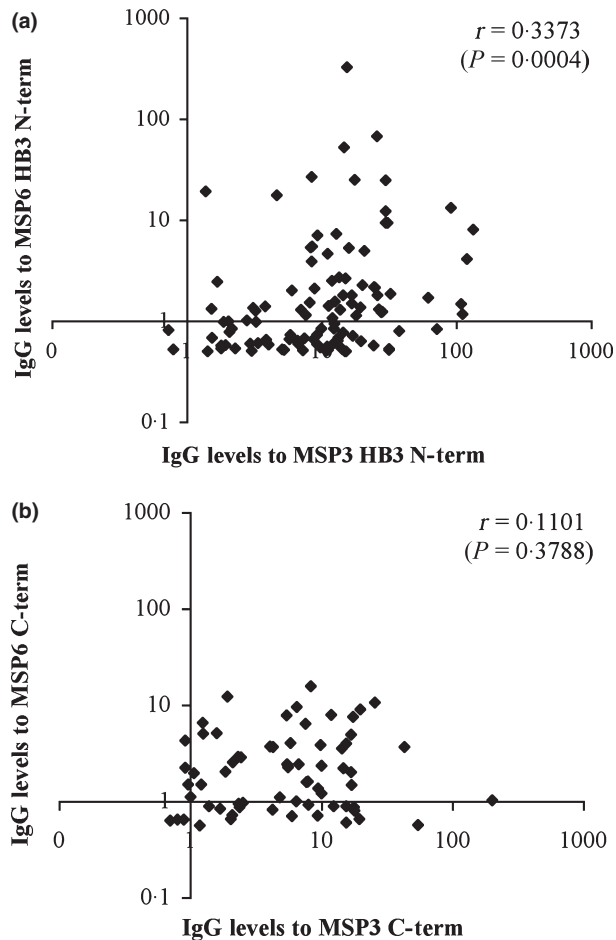 (a)
1000
100
10
1
0·1
0
1
10
100
1000
r = 0·3373
(P = 0·0004)
IgG levels to MSP6 HB3 N-term
IgG levels to MSP3 HB3 N-term
(b)
1000
100
10
1
0·1
0
1
10
100
1000
r = 0·1101
(P = 0·3788)
IgG levels to MSP6 C-term
IgG levels to MSP3 C-term